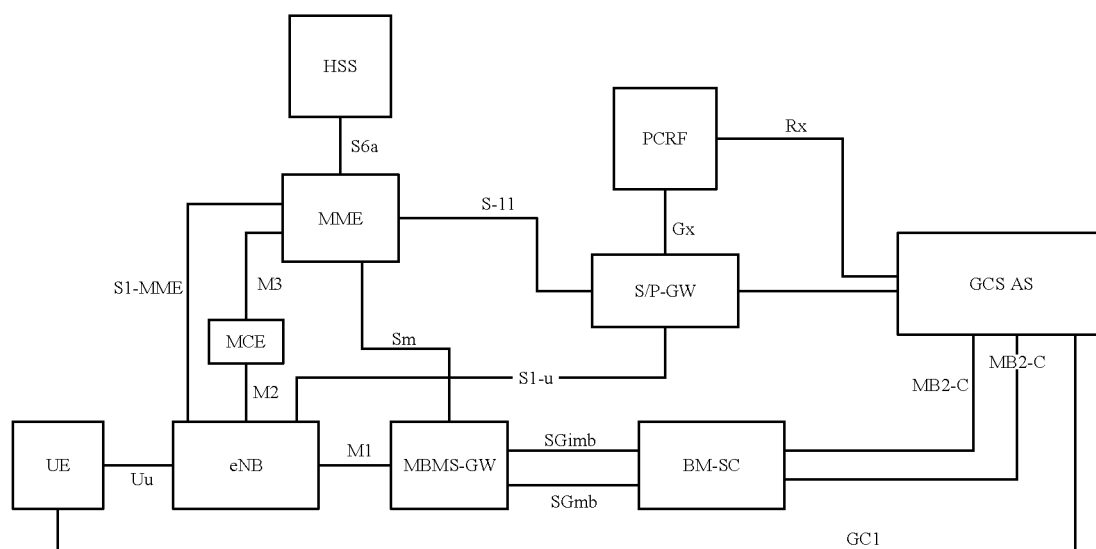 HSS
S6a
PCRF
Rx
MME
S-11
Gx
S1-MME
M3
S/P-GW
GCS AS
MCE
Sm
M2
S1-u
MB2-C
MB2-C
UE
Uu
eNB
M1
MBMS-GW
SGimb
SGmb
BM-SC
GC1